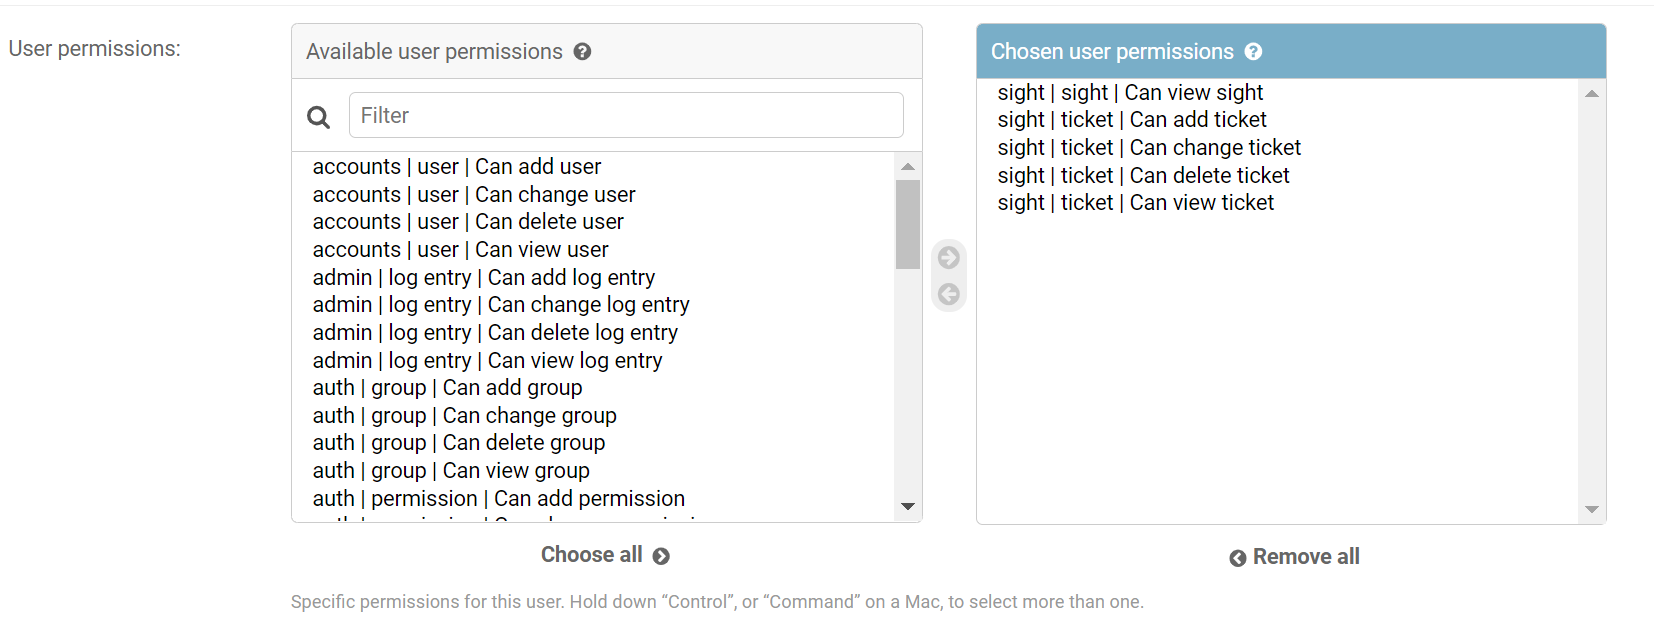 User permissions:
Available user permissions ?
Filter
accounts | user | Can add user
accounts | user | Can change user
accounts | user | Can delete user
accounts | user | Can view user
admin | log entry | Can add log entry
admin | log entry | Can change log entry
admin | log entry | Can delete log entry
admin | log entry | Can view log entry
auth | group | Can add group
auth | group | Can change group
auth | group | Can delete group
auth | group | Can view group
auth | permission | Can add permission
Choose all
Chosen user permissions ?
sight | sight | Can view sight
sight | ticket | Can add ticket
sight | ticket | Can change ticket
sight | ticket | Can delete ticket
sight | ticket | Can view ticket
Remove all
Specific permissions for this user. Hold down “Control”, or “Command” on a Mac, to select more than one.